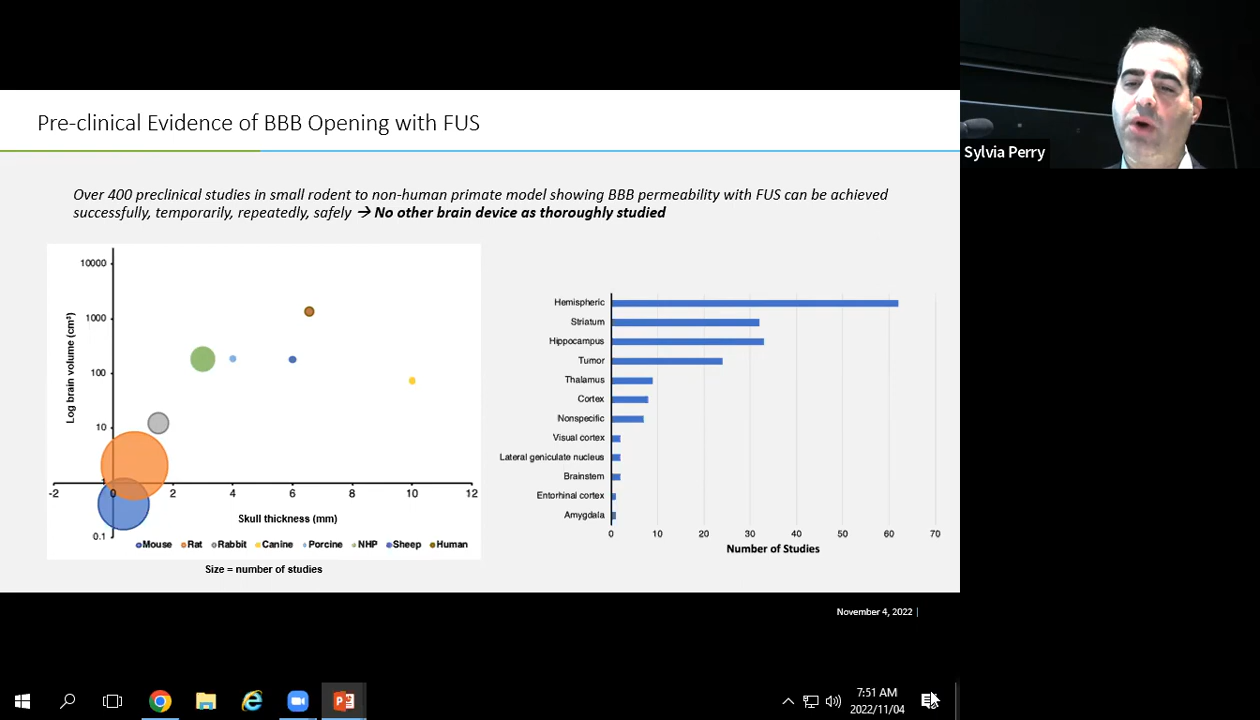 Pre-clinical Evidence of BBB Opening with FUS
Sylvia Perry
Over 400 preclinical studies in small rodent to non-human primate model showing BBB permeability with FUS can be achieved
successfully, temporarily, repeatedly, safely → No other brain device as thoroughly studied
10000
1000
100
10
1
0.1
Log brain volume (cm³)
-2 0 2 4 6 8 10 12
Skull thickness (mm)
Mouse Rat Rabbit Canine Porcine NHP Sheep Human
Size = number of studies
Hemispheric
Striatum
Hippocampus
Tumor
Thalamus
Cortex
Nonspecific
Visual cortex
Lateral geniculate nucleus
Brainstem
Entorhinal cortex
Amygdala
0 10 20 30 40 50 60 70
Number of Studies
November 4, 2022 |
7:51 AM
2022/11/04